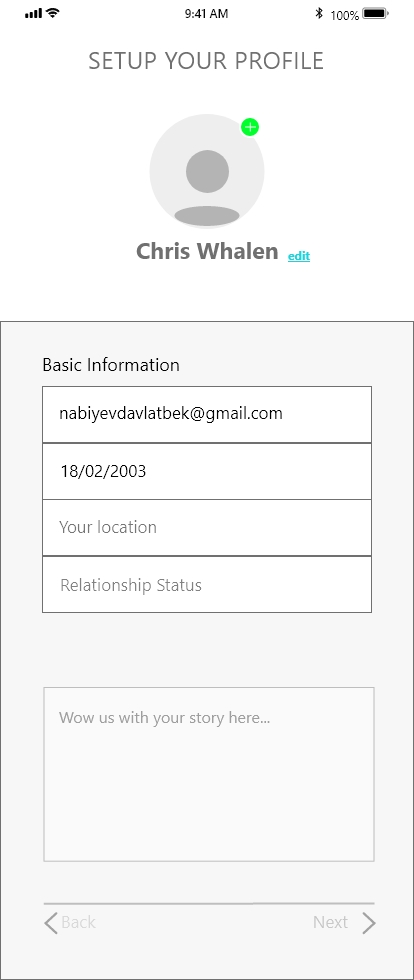 9:41 AM
100%
SETUP YOUR PROFILE
Chris Whalen edit
Basic Information
nabiyevdavlatbek@gmail.com
18/02/2003
Your location
Relationship Status
Wow us with your story here...
Back Next